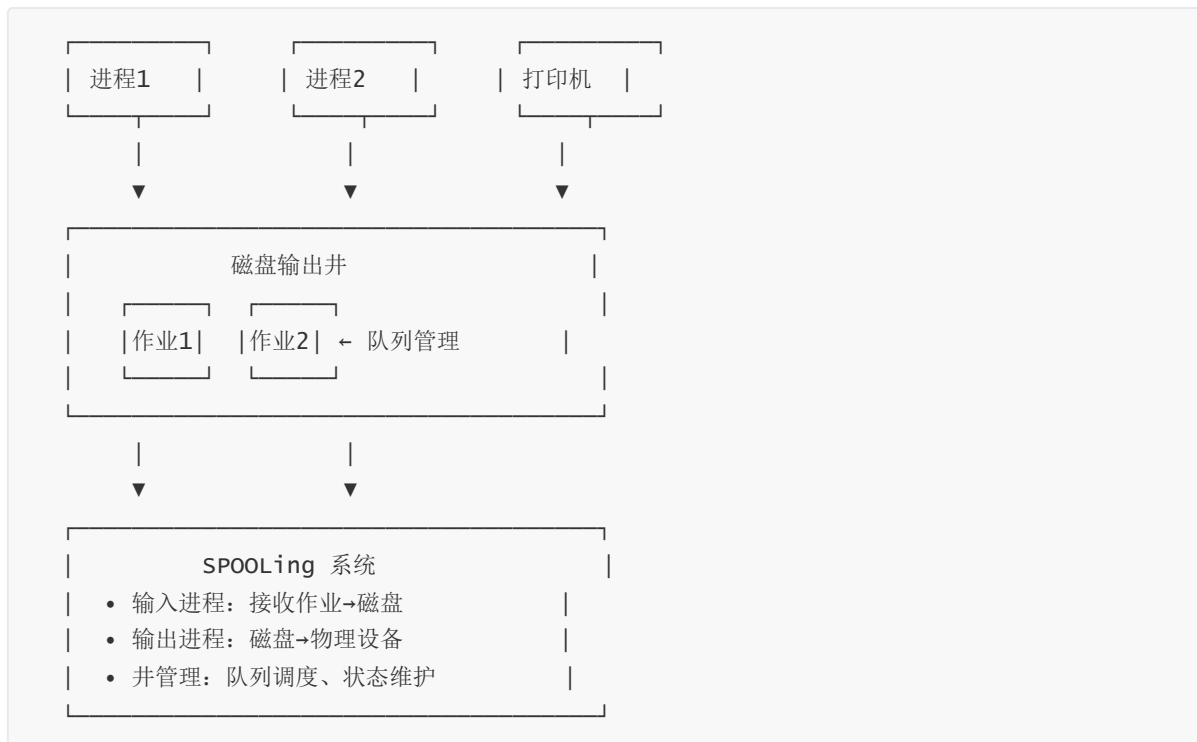 进程1 进程2 打印机
磁盘输出井
作业1 作业2 ← 队列管理
SPOOLing 系统
• 输入进程：接收作业→磁盘
• 输出进程：磁盘→物理设备
• 井管理：队列调度、状态维护